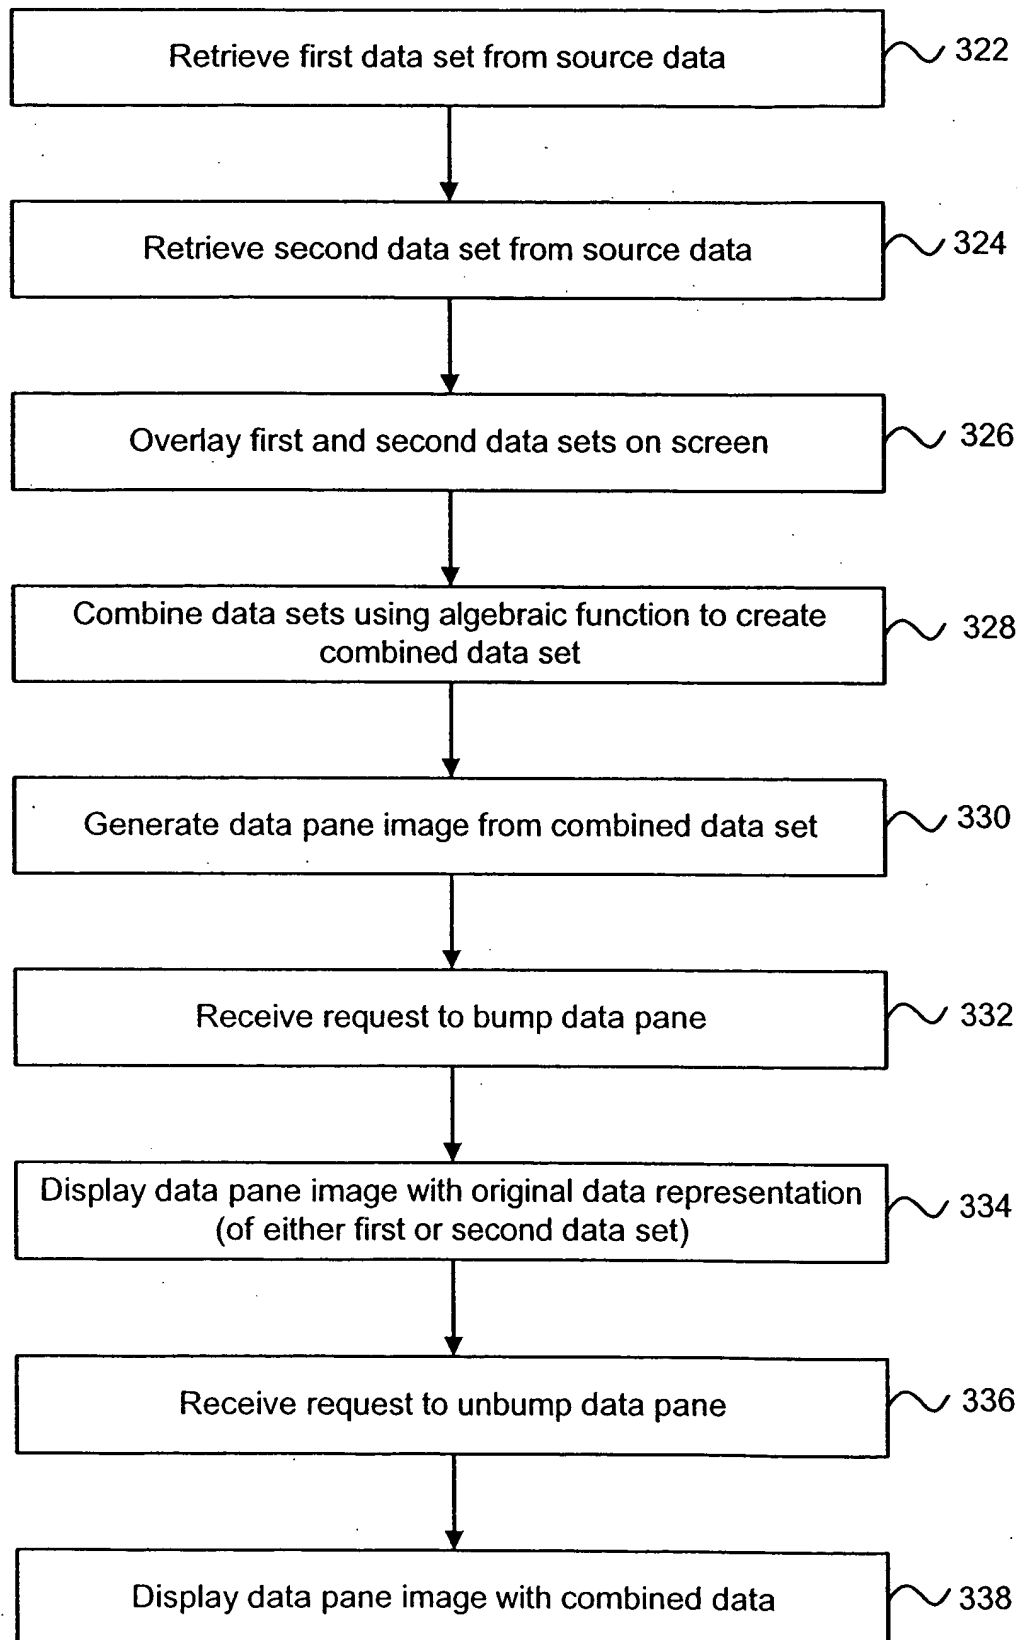 Retrieve first data set from source data
322
Retrieve second data set from source data
324
Overlay first and second data sets on screen
326
Combine data sets using algebraic function to create
combined data set
328
Generate data pane image from combined data set
330
Receive request to bump data pane
332
Display data pane image with original data representation
(of either first or second data set)
334
Receive request to unbump data pane
336
Display data pane image with combined data
338